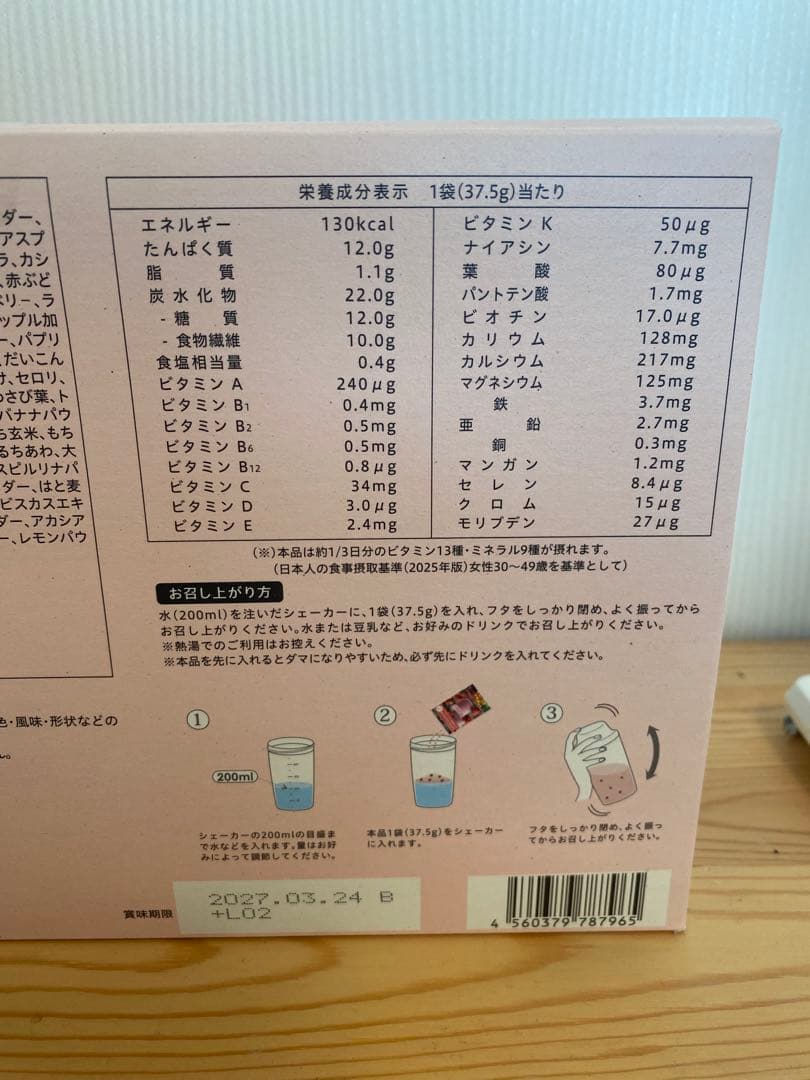 ダー、
アスプ
ラ、カシ
、赤ぶど
ベリー、ラ
ップル加
ー、パプリ
、だいこん
け、セロリ、
わさび葉、ト
バナナパウ
ち玄米、もち
るちあわ、大
スピルリナパ
ダー、はと麦
ビスカスエキ
ダー、アカシア
ー、レモンパウ
色・風味・形状などの
ん。
栄養成分表示 1袋(37.5g)当たり
エネルギー 130kcal
たんぱく質 12.0g
脂質 1.1g
炭水化物 22.0g
- 糖質 12.0g
- 食物繊維 10.0g
食塩相当量 0.4g
ビタミン A 240μg
ビタミン B1 0.4mg
ビタミン B2 0.5mg
ビタミン B6 0.5mg
ビタミン B12 0.8μg
ビタミン C 34mg
ビタミン D 3.0μg
ビタミン E 2.4mg
ビタミン K 50μg
ナイアシン 7.7mg
葉酸 80μg
パントテン酸 1.7mg
ビオチン 17.0μg
カリウム 128mg
カルシウム 217mg
マグネシウム 125mg
鉄 3.7mg
亜鉛 2.7mg
銅 0.3mg
マンガン 1.2mg
セレン 8.4μg
クロム 15μg
モリブデン 27μg
(※)本品は約1/3日分のビタミン13種・ミネラル9種が摂れます。
(日本人の食事摂取基準(2025年版)女性30〜49歳を基準として)
お召し上がり方
水(200ml)を注いだシェーカーに、1袋(37.5g)を入れ、フタをしっかり閉め、よく振ってから
お召し上がりください。水または豆乳など、お好みのドリンクでお召し上がりください。
※熱湯でのご利用はお控えください。
※本品を先に入れるとダマになりやすいため、必ず先にドリンクを入れてください。
①
200ml
シェーカーの200mlの目盛ま
で水などを入れます。量はお好
みによって調節してください。
②
本品1袋(37.5g)をシェーカー
に入れます。
③
フタをしっかり閉め、よく振っ
てからお召し上がりください。
賞味期限
2027.03.24 B
+L02
4 560379 787965